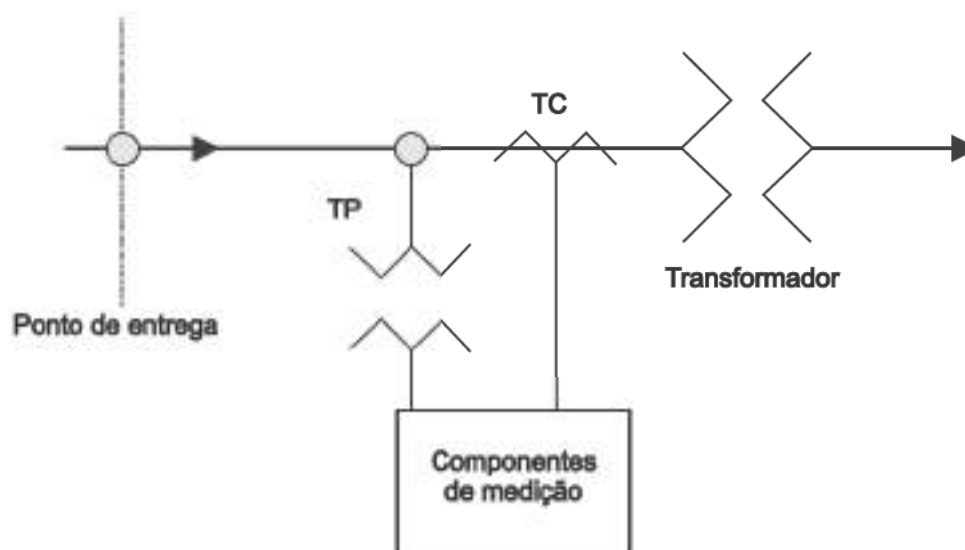 TC
TP
Transformador
Ponto de entrega
Componentes
de medição